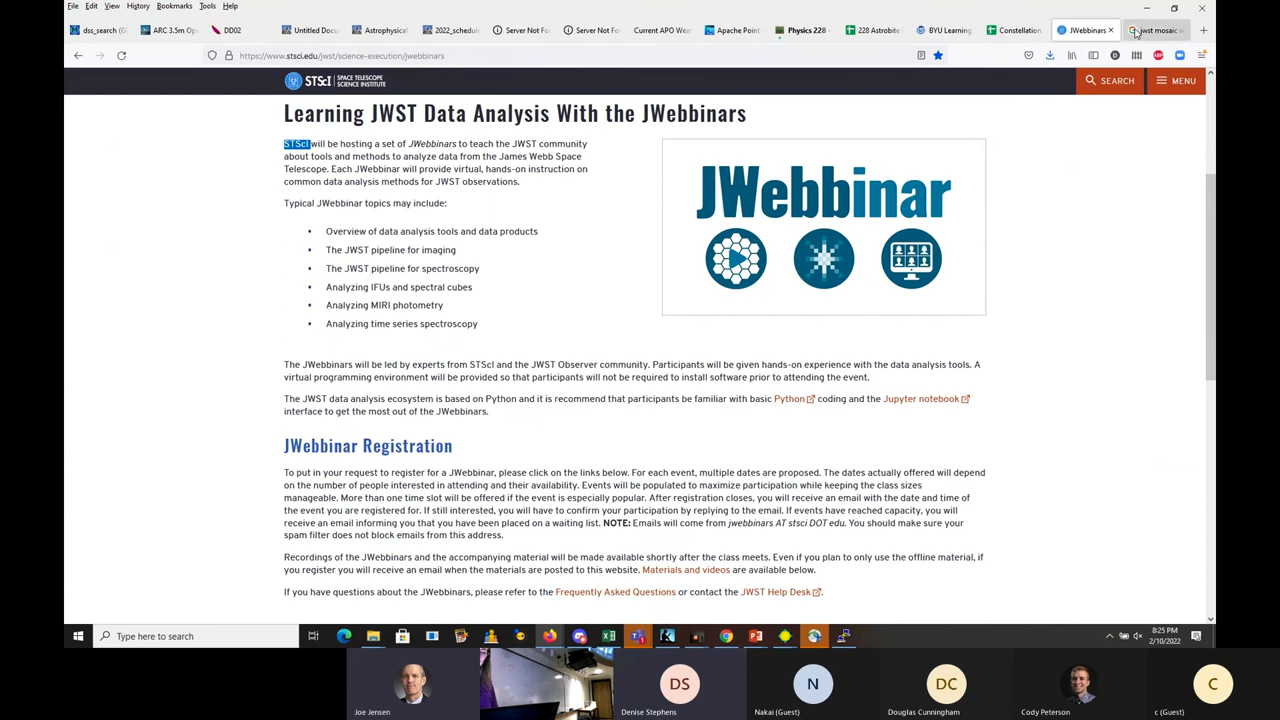 File Edit View History Bookmarks Tools Help
dss_search (G ARC 3.5m Op DD02 Untitled Docu Astrophysical 2022_schedule Server Not Fo Server Not Fo Current APO Wea Apache Point Physics 228 228 Astrobite BYU Learning Constellation JWebbinars jwst mosaic
https://www.stsci.edu/jwst/science-execution/jwebbinars
STScI SPACE TELESCOPE
SCIENCE INSTITUTE
SEARCH MENU
Learning JWST Data Analysis With the JWebbinars
STScI will be hosting a set of JWebbinars to teach the JWST community
about tools and methods to analyze data from the James Webb Space
Telescope. Each JWebbinar will provide virtual, hands-on instruction on
common data analysis methods for JWST observations.
Typical JWebbinar topics may include:
• Overview of data analysis tools and data products
• The JWST pipeline for imaging
• The JWST pipeline for spectroscopy
• Analyzing IFUs and spectral cubes
• Analyzing MIRI photometry
• Analyzing time series spectroscopy
JWebbinar
The JWebbinars will be led by experts from STScI and the JWST Observer community. Participants will be given hands-on experience with the data analysis tools. A
virtual programming environment will be provided so that participants will not be required to install software prior to attending the event.
The JWST data analysis ecosystem is based on Python and it is recommend that participants be familiar with basic Python coding and the Jupyter notebook
interface to get the most out of the JWebbinars.
JWebbinar Registration
To put in your request to register for a JWebbinar, please click on the links below. For each event, multiple dates are proposed. The dates actually offered will depend
on the number of people interested in attending and their availability. Events will be populated to maximize participation while keeping the class sizes
manageable. More than one time slot will be offered if the event is especially popular. After registration closes, you will receive an email with the date and time of
the event you are registered for. If still interested, you will have to confirm your participation by replying to the email. If events have reached capacity, you will
receive an email informing you that you have been placed on a waiting list. NOTE: Emails will come from jwebbinars AT stsci DOT edu. You should make sure your
spam filter does not block emails from this address.
Recordings of the JWebbinars and the accompanying material will be made available shortly after the class meets. Even if you plan to only use the offline material, if
you register you will receive an email when the materials are posted to this website. Materials and videos are available below.
If you have questions about the JWebbinars, please refer to the Frequently Asked Questions or contact the JWST Help Desk.
Type here to search
8:25 PM
2/10/2022
DS N DC C
Joe Jensen Denise Stephens Nakai (Guest) Douglas Cunningham Cody Peterson c (Guest)